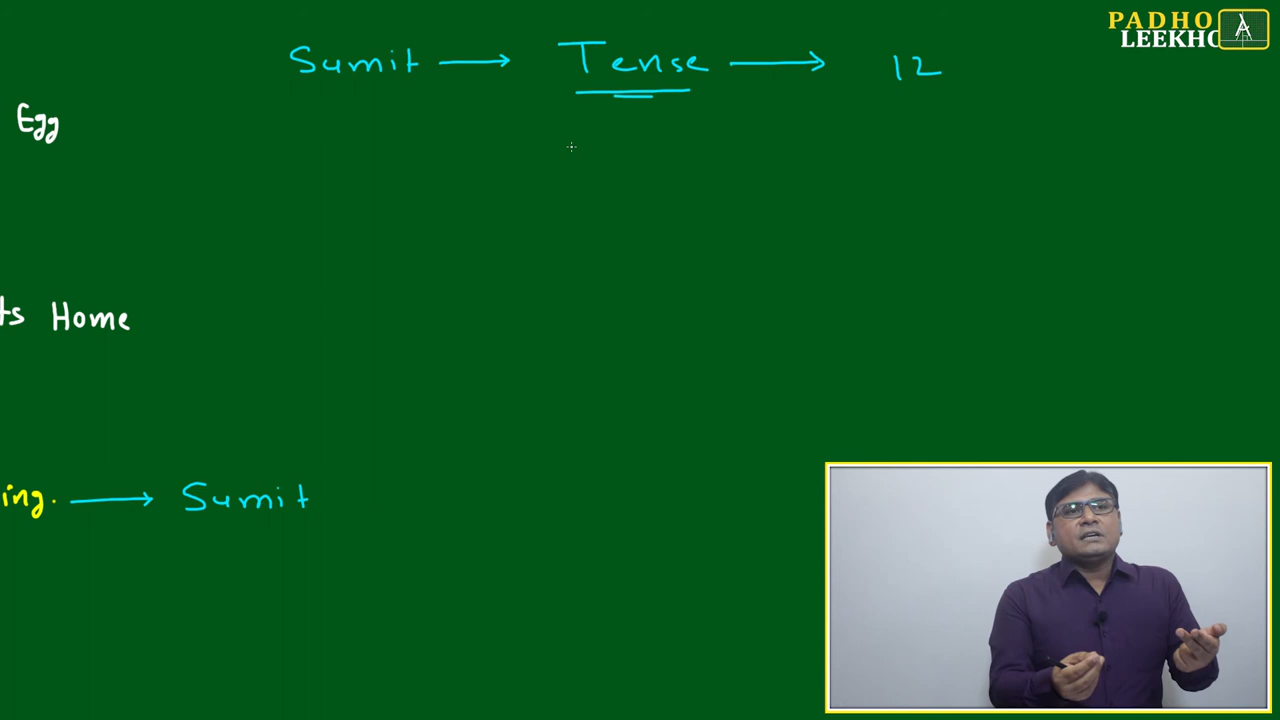 PADHO
LEEKHO
Sumit → Tense → 12
Egg
ts Home
ing. → Sumit